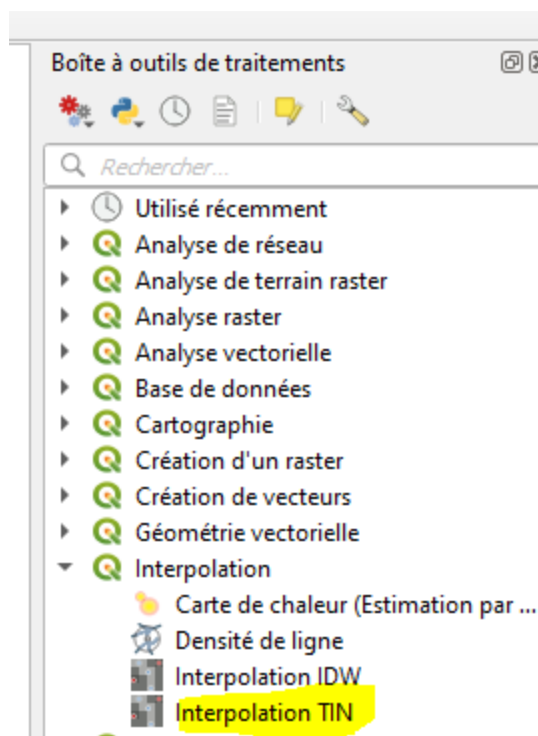 Boîte à outils de traitements
Rechercher...
Utilisé récemment
Analyse de réseau
Analyse de terrain raster
Analyse raster
Analyse vectorielle
Base de données
Cartographie
Création d'un raster
Création de vecteurs
Géométrie vectorielle
Interpolation
Carte de chaleur (Estimation par ...
Densité de ligne
Interpolation IDW
Interpolation TIN